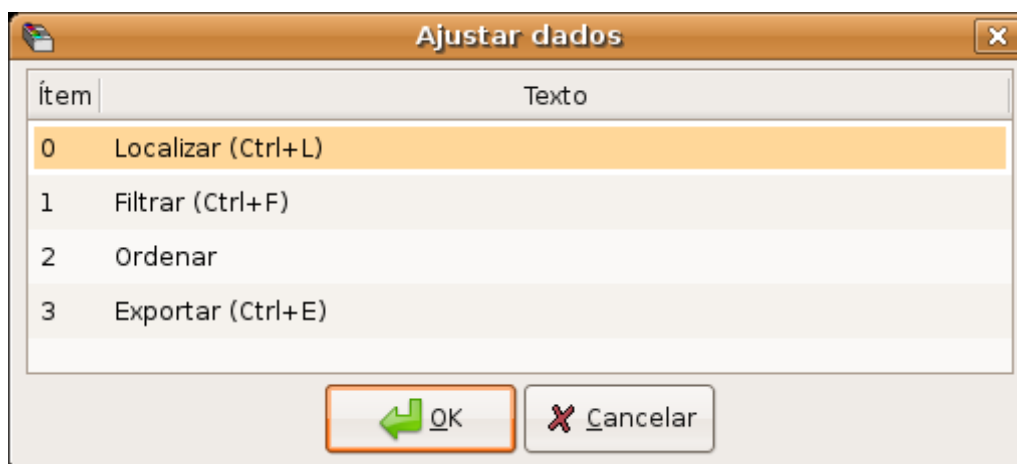 Ajustar dados
Ítem Texto
0 Localizar (Ctrl+L)
1 Filtrar (Ctrl+F)
2 Ordenar
3 Exportar (Ctrl+E)
OK Cancelar